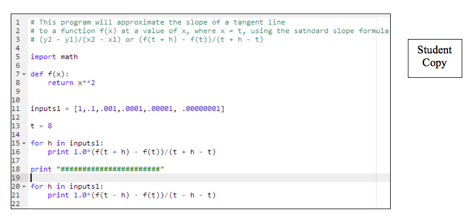 1 # This program will approximate the slope of a tangent line
2 # to a function f(x) at a value of x, where x = t, using the satndard slope formula
3 # (y2 - y1)/(x2 - x1) or (f(t + h) - f(t))/(t + h - t)
4
5 import math
6
7 def f(x):
8 return x**2
9
10
11 inputs1 = [1,.1,.001,.0001,.00001, .00000001]
12
13 t = 8
14
15 for h in inputs1:
16 print 1.0*(f(t + h) - f(t))/(t + h - t)
17
18 print "#######################"
19
20 for h in inputs1:
21 print 1.0*(f(t - h) - f(t))/(t - h - t)
22
Student
Copy